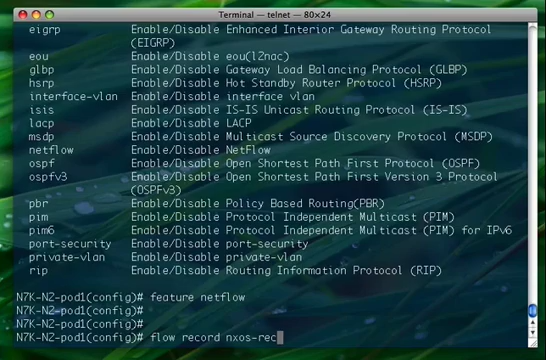 Terminal — telnet — 80×24
eigrp Enable/Disable Enhanced Interior Gateway Routing Protocol
(EIGRP)
eou Enable/Disable eou(l2nac)
glbp Enable/Disable Gateway Load Balancing Protocol (GLBP)
hsrp Enable/Disable Hot Standby Router Protocol (HSRP)
interface-vlan Enable/Disable interface vlan
isis Enable/Disable IS-IS Unicast Routing Protocol (IS-IS)
lacp Enable/Disable LACP
msdp Enable/Disable Multicast Source Discovery Protocol (MSDP)
netflow Enable/Disable NetFlow
ospf Enable/Disable Open Shortest Path First Protocol (OSPF)
ospfv3 Enable/Disable Open Shortest Path First Version 3 Protocol
(OSPFv3)
pbr Enable/Disable Policy Based Routing(PBR)
pim Enable/Disable Protocol Independent Multicast (PIM)
pim6 Enable/Disable Protocol Independent Multicast (PIM) for IPv6
port-security Enable/Disable port-security
private-vlan Enable/Disable private-vlan
rip Enable/Disable Routing Information Protocol (RIP)
N7K-N2-pod1(config)# feature netflow
N7K-N2-pod1(config)#
N7K-N2-pod1(config)#
N7K-N2-pod1(config)# flow record nxos-rec